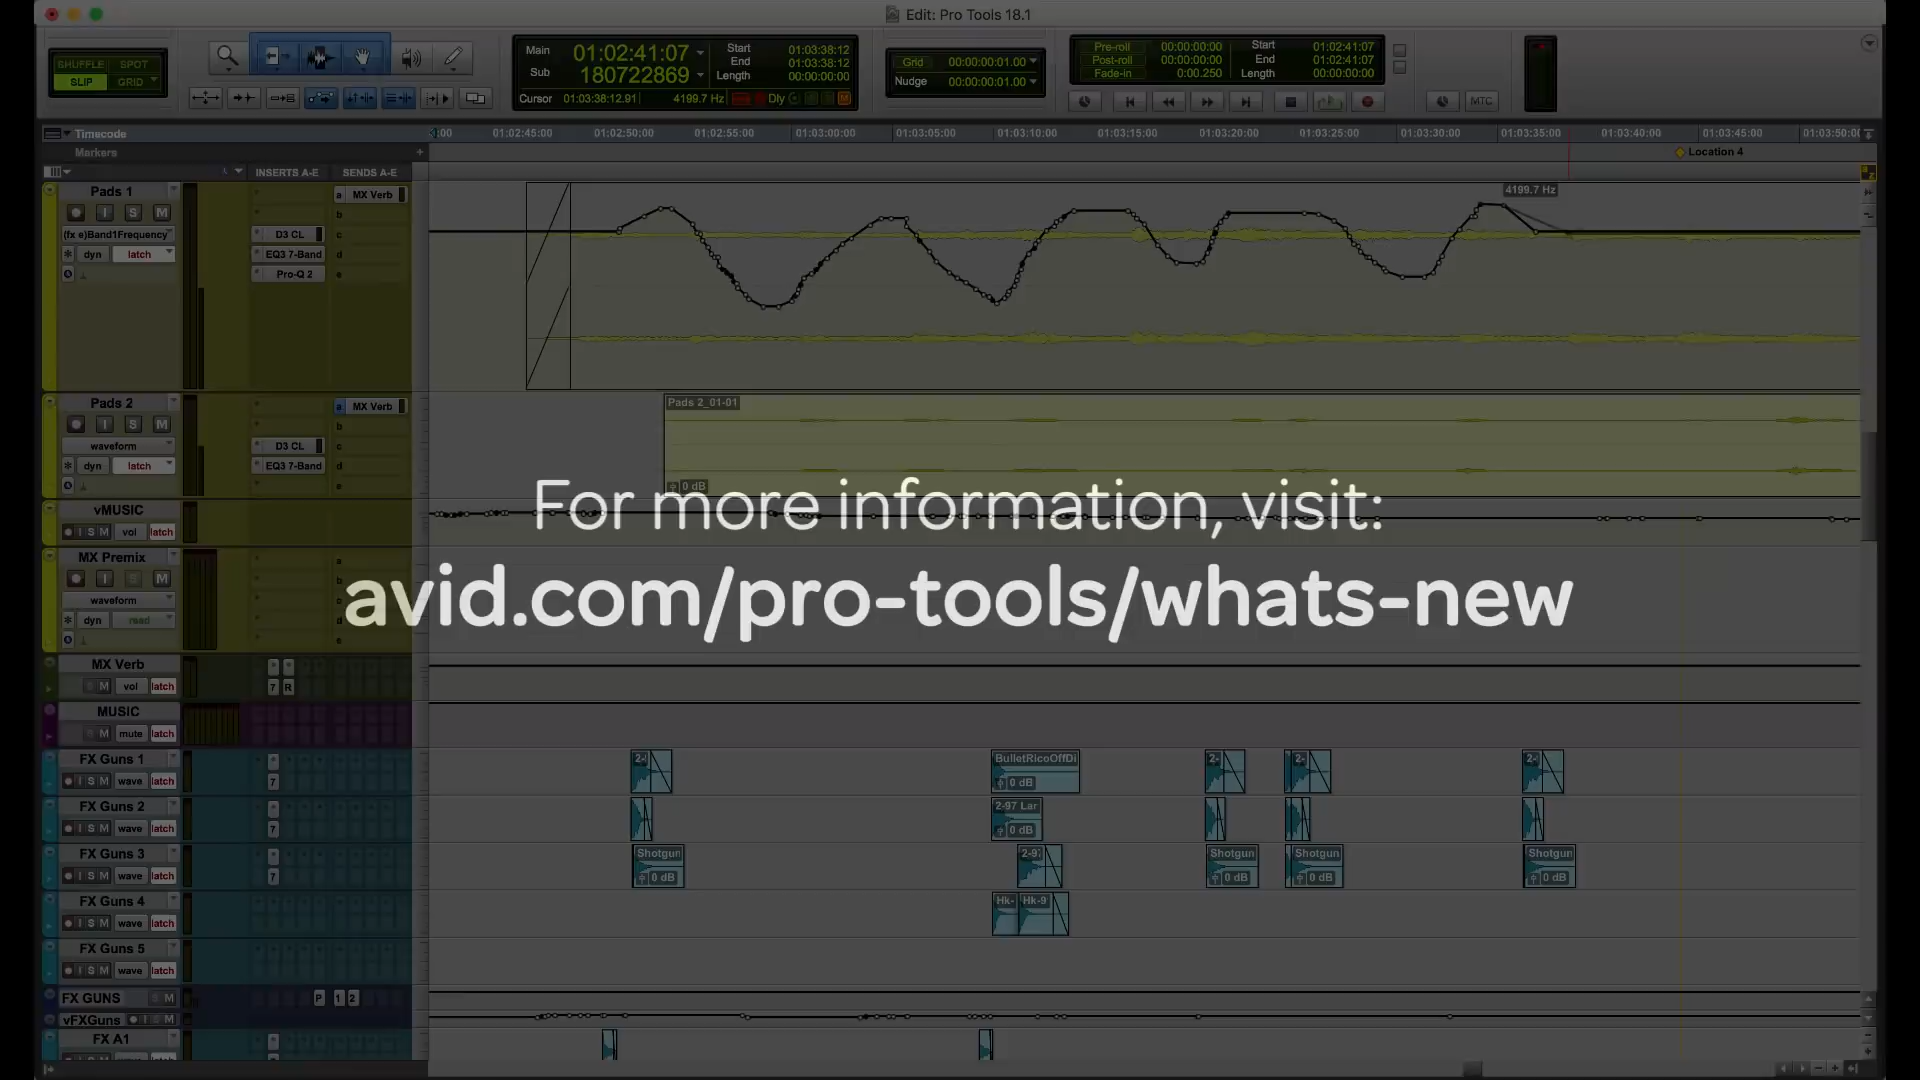 Edit: Pro Tools 18.1
SHUFFLE SPOT
SLIP GRID
Main 01:02:41:07
Sub 180722869
Start 01:03:38:12
End 01:03:38:12
Length 00:00:00:00
Cursor 01:03:38:12.91 4199.7 Hz Dly
Grid 00:00:00:01.00
Nudge 00:00:00:01.00
Pre-roll 00:00:00:00
Post-roll 00:00:00:00
Fade-in 0:00.250
Start 01:02:41:07
End 01:02:41:07
Length 00:00:00:00
MTC
Timecode
:00 01:02:45:00 01:02:50:00 01:02:55:00 01:03:00:00 01:03:05:00 01:03:10:00 01:03:15:00 01:03:20:00 01:03:25:00 01:03:30:00 01:03:35:00 01:03:40:00 01:03:45:00 01:03:50:00
Markers
Location 4
INSERTS A-E SENDS A-E
Pads 1
I S M
(fx e)Band1Frequency
dyn latch
D3 CL
EQ3 7-Band
Pro-Q 2
a MX Verb
b
c
d
e
4199.7 Hz
Pads 2
I S M
waveform
dyn latch
D3 CL
EQ3 7-Band
a MX Verb
b
c
d
e
Pads 2_01-01
0 dB
vMUSIC
I S M vol latch
For more information, visit:
avid.com/pro-tools/whats-new
MX Premix
I S M
waveform
dyn read
a
b
d
e
MX Verb
M vol latch
7 R
MUSIC
S M mute latch
FX Guns 1
I S M wave latch
7
2-
BulletRicoOffDi
0 dB
2-
2-
2-
FX Guns 2
I S M wave latch
7
2-97 Lar
0 dB
FX Guns 3
I S M wave latch
7
Shotgun
0 dB
2-9
Shotgun
0 dB
Shotgun
0 dB
Shotgun
0 dB
FX Guns 4
I S M wave latch
Hk- Hk-9
FX Guns 5
I S M wave latch
FX GUNS S M
P 1 2
vFXGuns I S M
FX A1